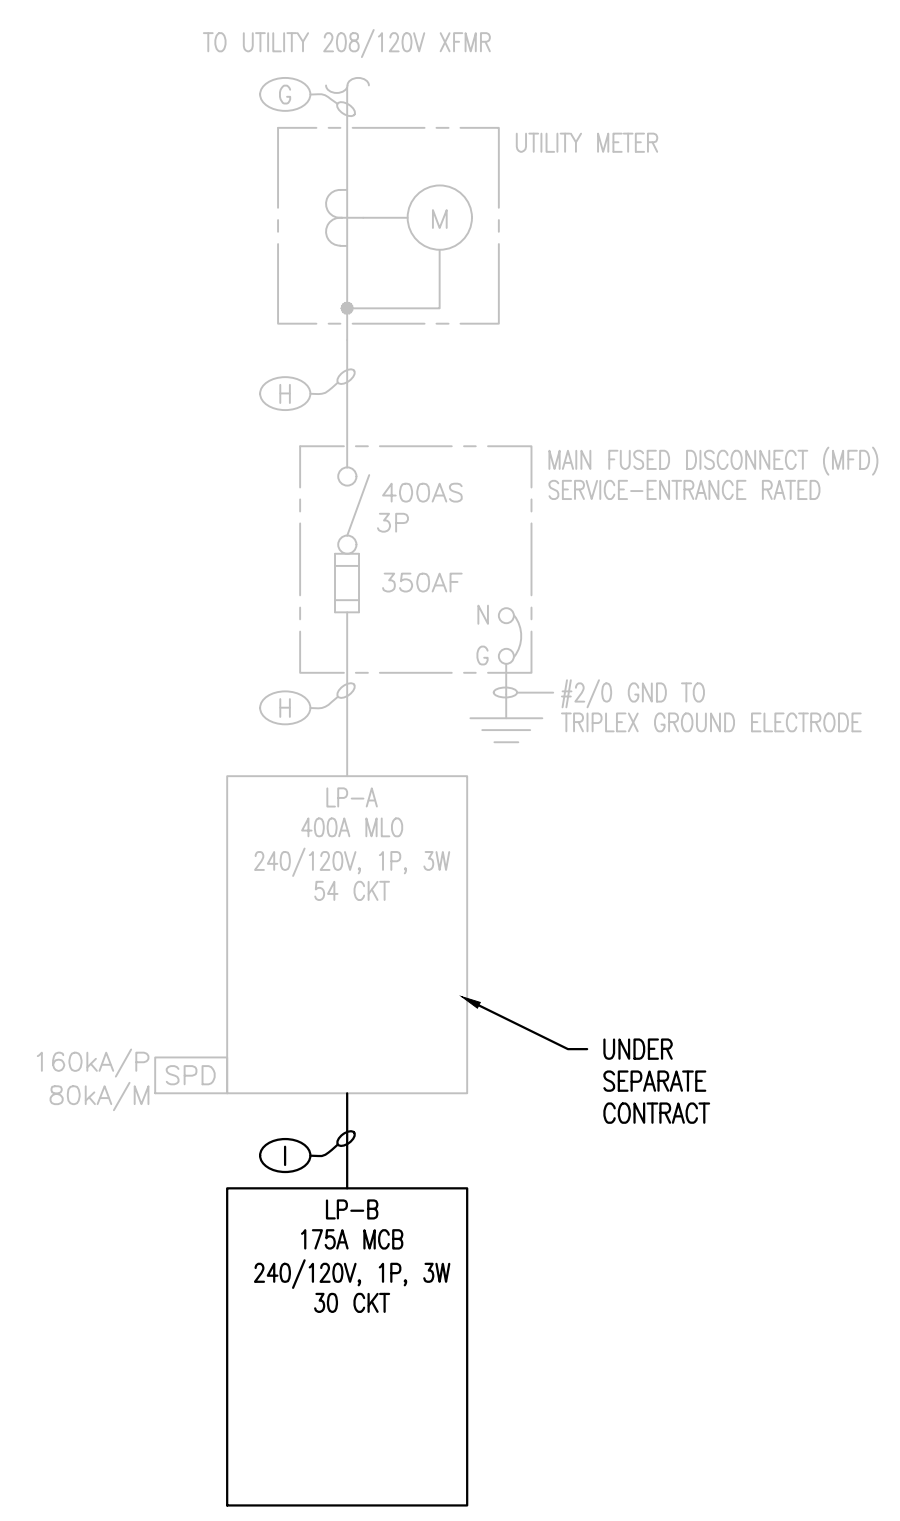 TO UTILITY 208/120V XFMR
G
UTILITY METER
M
H
MAIN FUSED DISCONNECT (MFD)
SERVICE-ENTRANCE RATED
400AS
3P
350AF
N
G
H
#2/0 GND TO
TRIPLEX GROUND ELECTRODE
LP-A
400A MLO
240/120V, 1P, 3W
54 CKT
UNDER
SEPARATE
CONTRACT
160kA/P
80kA/M
SPD
I
LP-B
175A MCB
240/120V, 1P, 3W
30 CKT